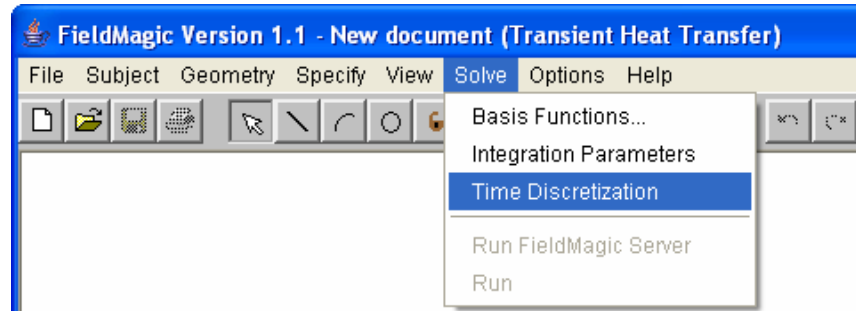 FieldMagic Version 1.1 - New document (Transient Heat Transfer)
File Subject Geometry Specify View Solve Options Help
Basis Functions...
Integration Parameters
Time Discretization
Run FieldMagic Server
Run